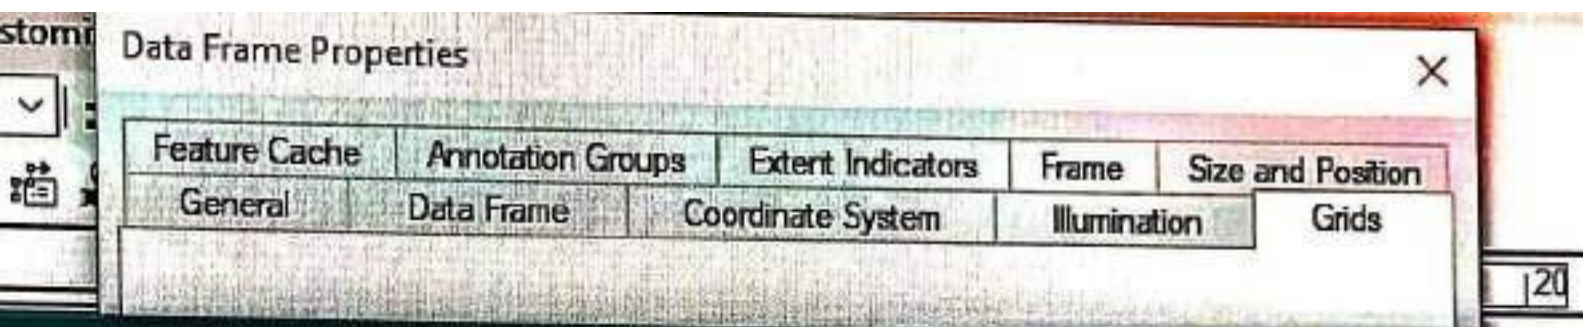 stomi
Data Frame Properties
Feature Cache Annotation Groups Extent Indicators Frame Size and Position
General Data Frame Coordinate System Illumination Grids
20